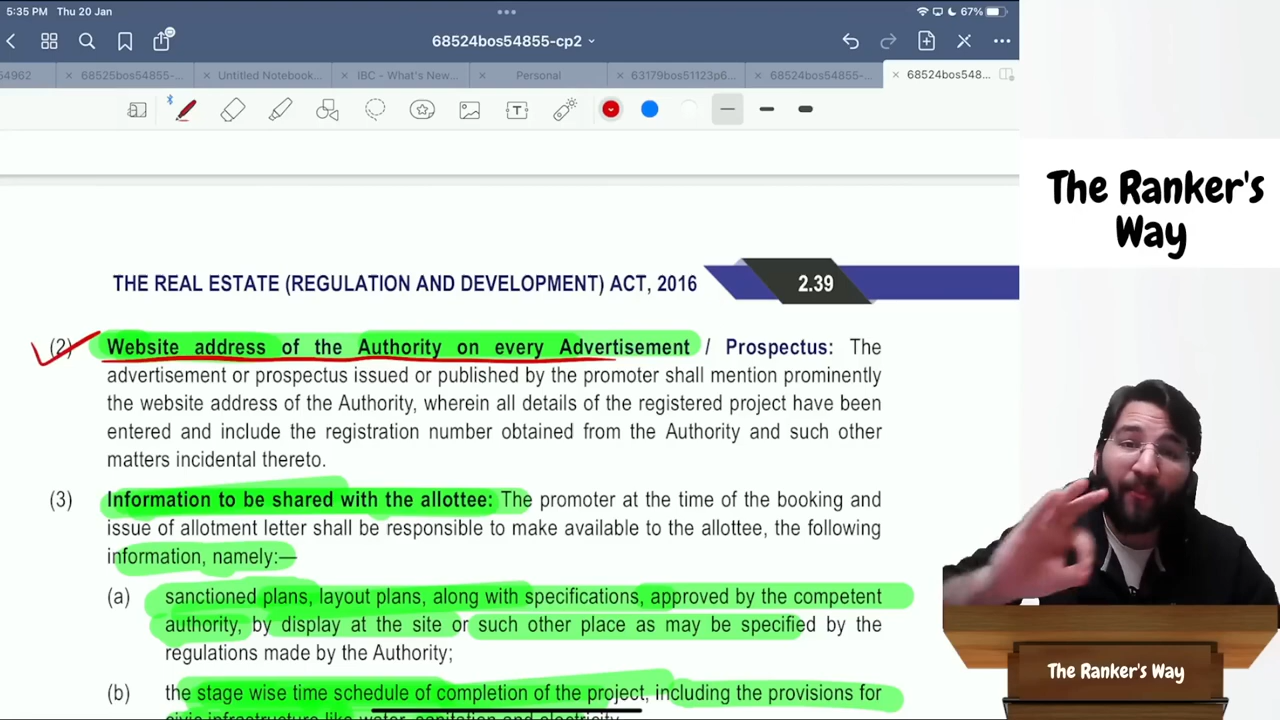 5:35 PM Thu 20 Jan
67%
68524bos54855-cp2
54962
68525bos54855-...
Untitled Notebook...
IBC - What's New...
Personal
63179bos51123p6...
68524bos54855-...
68524bos548...
T
The Ranker's
Way
THE REAL ESTATE (REGULATION AND DEVELOPMENT) ACT, 2016
2.39
(2) Website address of the Authority on every Advertisement / Prospectus: The
advertisement or prospectus issued or published by the promoter shall mention prominently
the website address of the Authority, wherein all details of the registered project have been
entered and include the registration number obtained from the Authority and such other
matters incidental thereto.
(3) Information to be shared with the allottee: The promoter at the time of the booking and
issue of allotment letter shall be responsible to make available to the allottee, the following
information, namely:—
(a) sanctioned plans, layout plans, along with specifications, approved by the competent
authority, by display at the site or such other place as may be specified by the
regulations made by the Authority;
(b) the stage wise time schedule of completion of the project, including the provisions for
civic infrastructure like water, sanitation and electricity.
The Ranker's Way